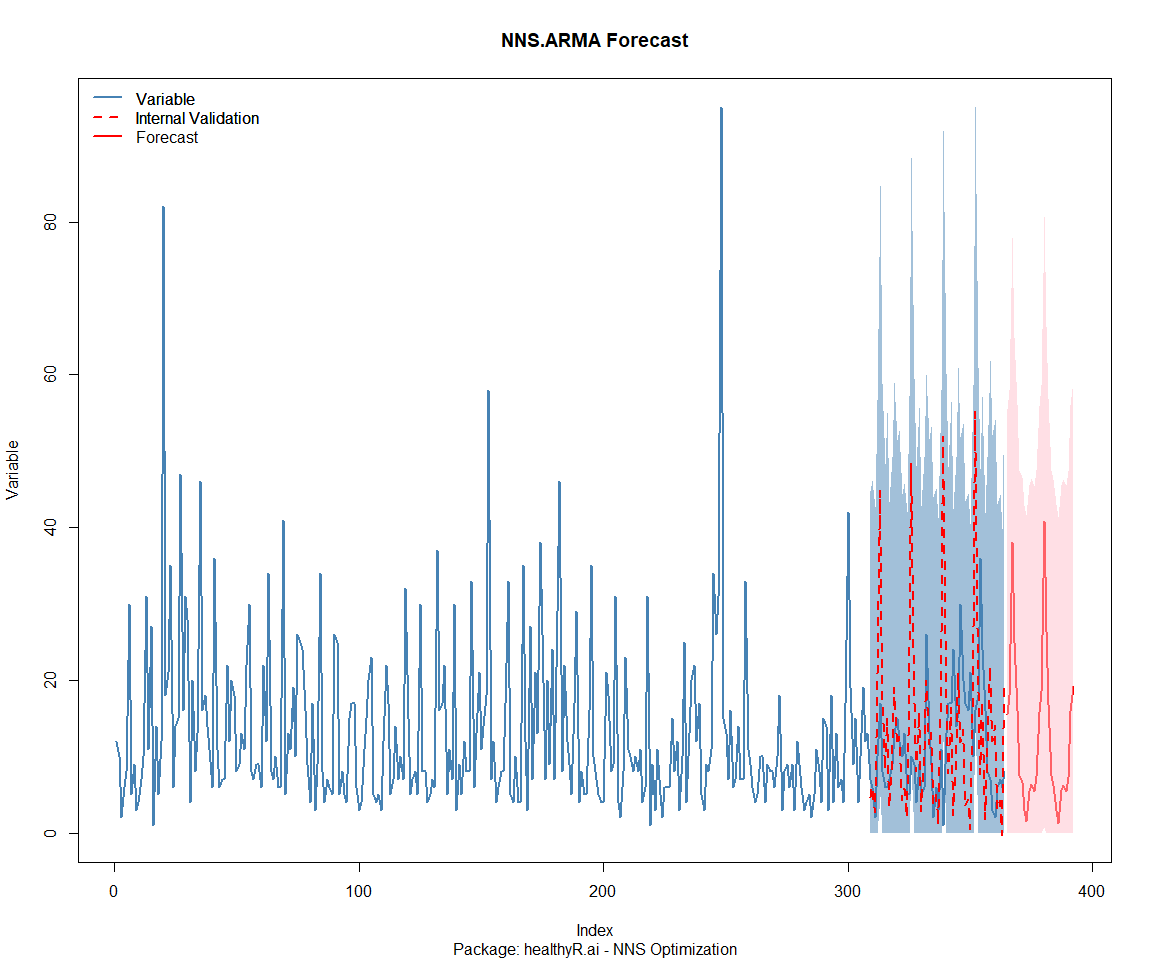 NNS.ARMA Forecast
Variable
Internal Validation
Forecast
Variable
80
60
40
20
0
0 100 200 300 400
Index
Package: healthyR.ai - NNS Optimization